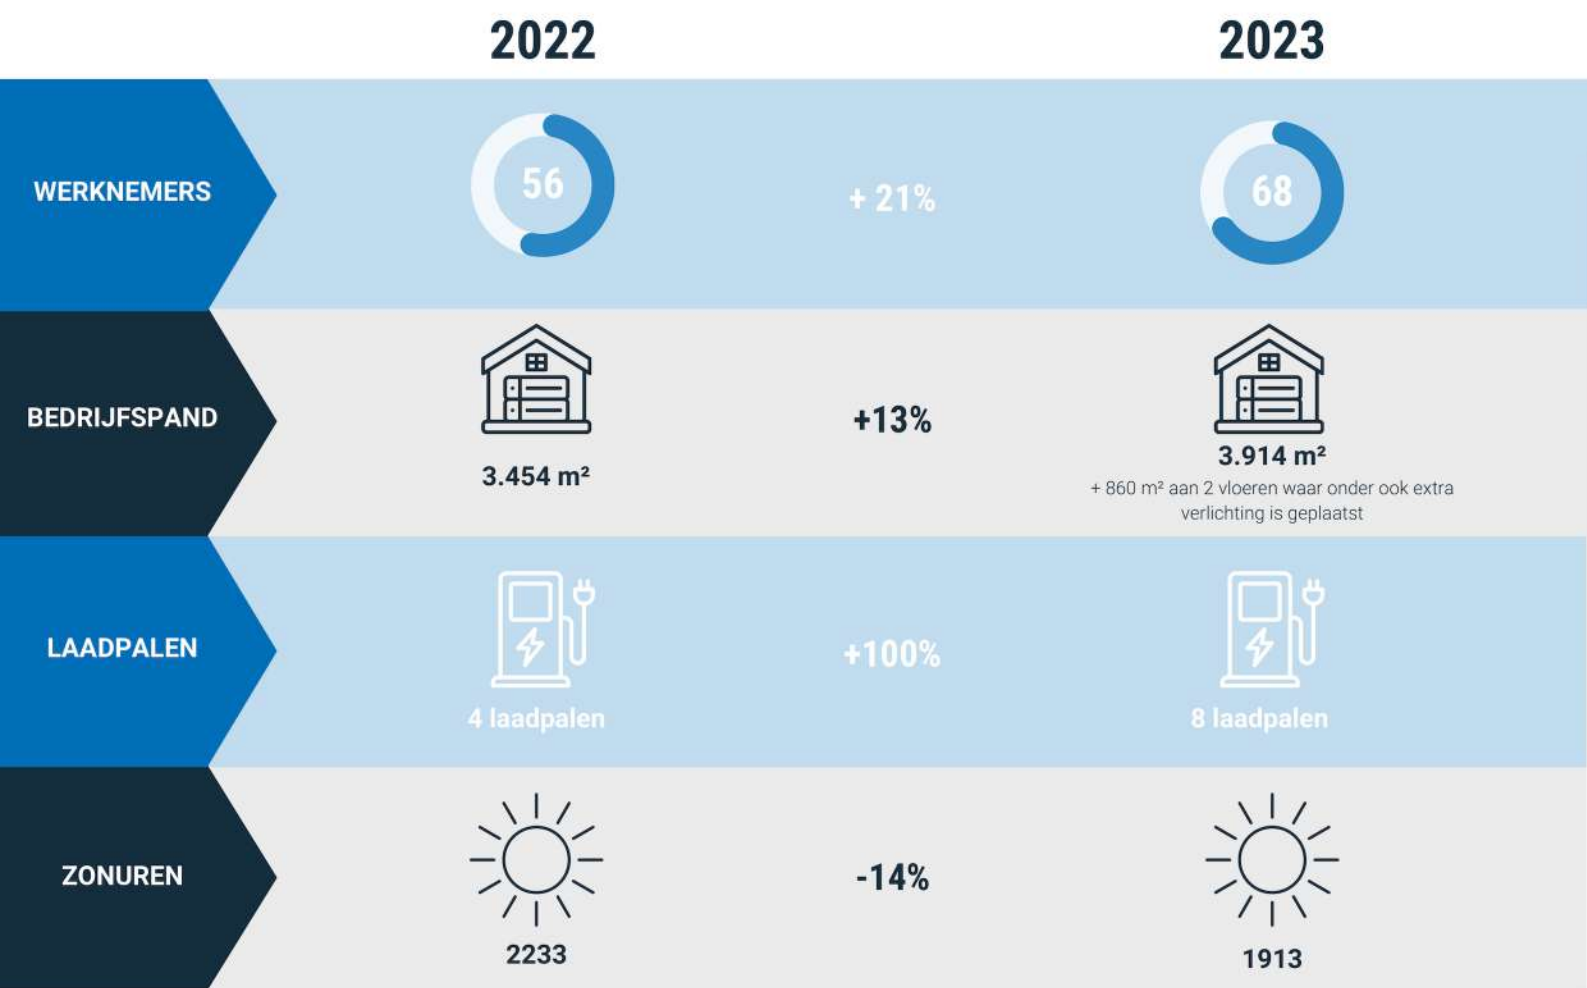 2022
2023
WERKNEMERS
56
+ 21%
68
BEDRIJFSPAND
3.454 m²
+13%
3.914 m²
+ 860 m² aan 2 vloeren waar onder ook extra
verlichting is geplaatst
LAADPALEN
4 laadpalen
+100%
8 laadpalen
ZONUREN
2233
-14%
1913